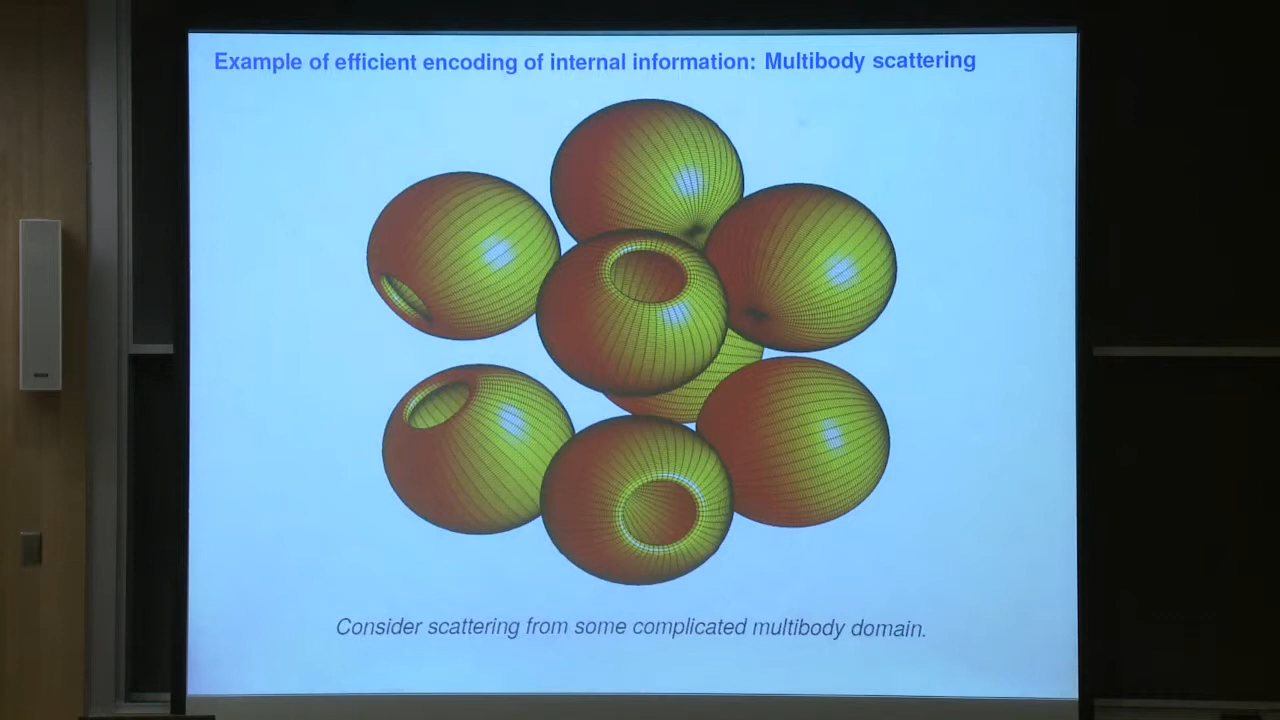 Example of efficient encoding of internal information: Multibody scattering
Consider scattering from some complicated multibody domain.